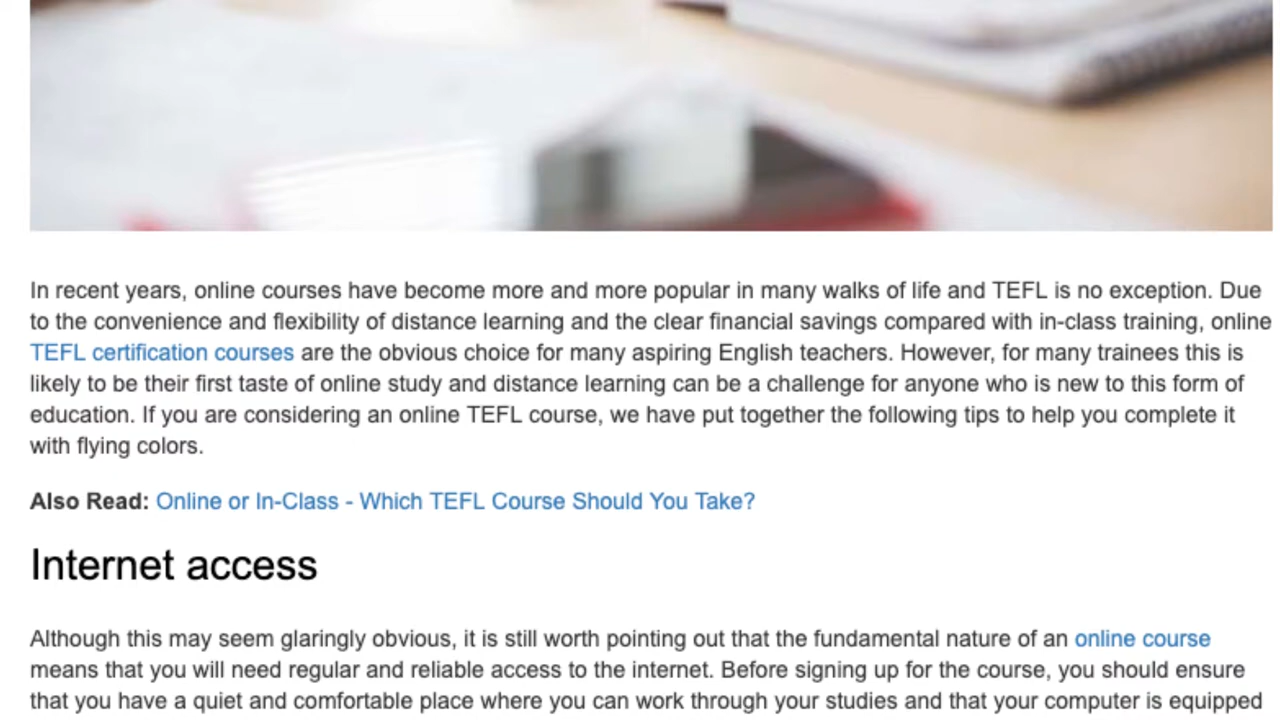 In recent years, online courses have become more and more popular in many walks of life and TEFL is no exception. Due
to the convenience and flexibility of distance learning and the clear financial savings compared with in-class training, online
TEFL certification courses are the obvious choice for many aspiring English teachers. However, for many trainees this is
likely to be their first taste of online study and distance learning can be a challenge for anyone who is new to this form of
education. If you are considering an online TEFL course, we have put together the following tips to help you complete it
with flying colors.
Also Read: Online or In-Class - Which TEFL Course Should You Take?
Internet access
Although this may seem glaringly obvious, it is still worth pointing out that the fundamental nature of an online course
means that you will need regular and reliable access to the internet. Before signing up for the course, you should ensure
that you have a quiet and comfortable place where you can work through your studies and that your computer is equipped